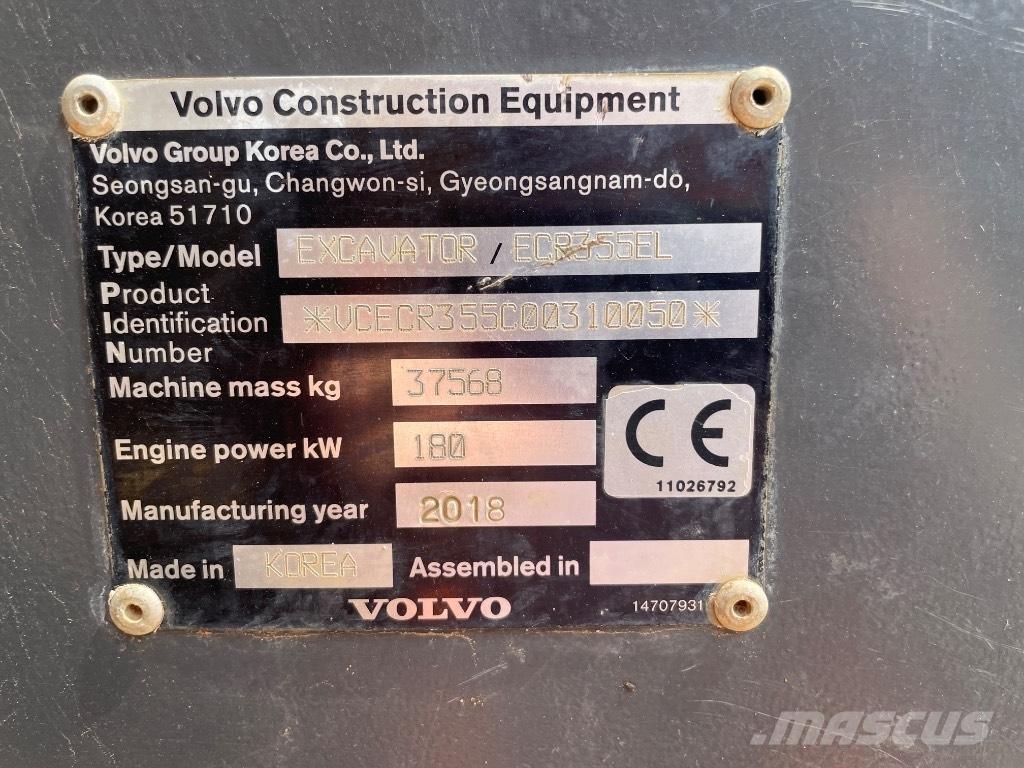 Volvo Construction Equipment
Volvo Group Korea Co., Ltd.
Seongsan-gu, Changwon-si, Gyeongsangnam-do,
Korea 51710
Type/Model EXCAVATOR / ECR355EL
Product
Identification *VCECR355C00310050*
Number
Machine mass kg 37568
Engine power kW 180
CE
11026792
Manufacturing year 2018
Made in KOREA Assembled in
VOLVO 14707931
MASCUS